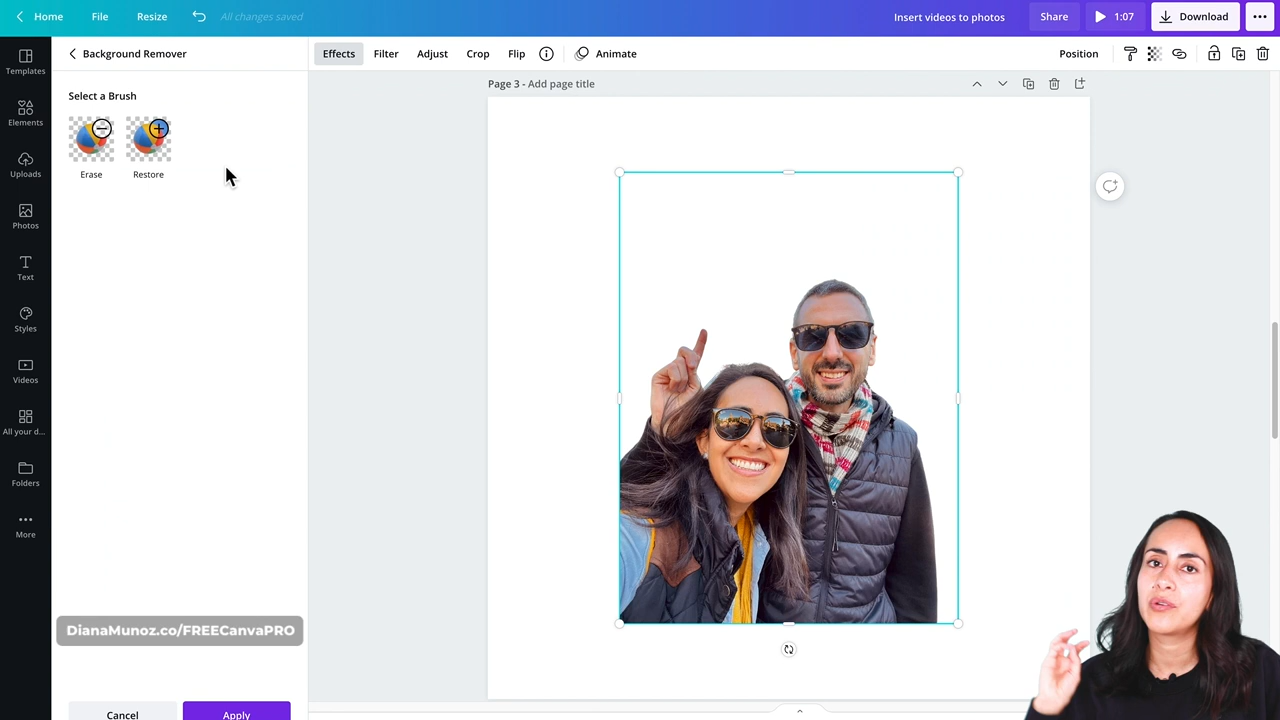 Home File Resize All changes saved Insert videos to photos Share 1:07 Download
Background Remover Effects Filter Adjust Crop Flip Animate Position
Templates
Elements
Uploads
Photos
Text
Styles
Videos
All your d...
Folders
More
Select a Brush
Erase Restore
Page 3 - Add page title
DianaMunoz.co/FREECanvaPRO
Cancel Apply